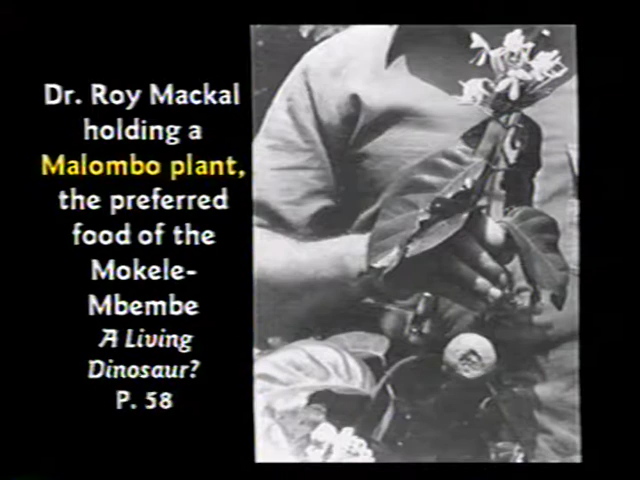 Dr. Roy Mackal
holding a
Malombo plant,
the preferred
food of the
Mokele-
Mbembe
A Living
Dinosaur?
P. 58